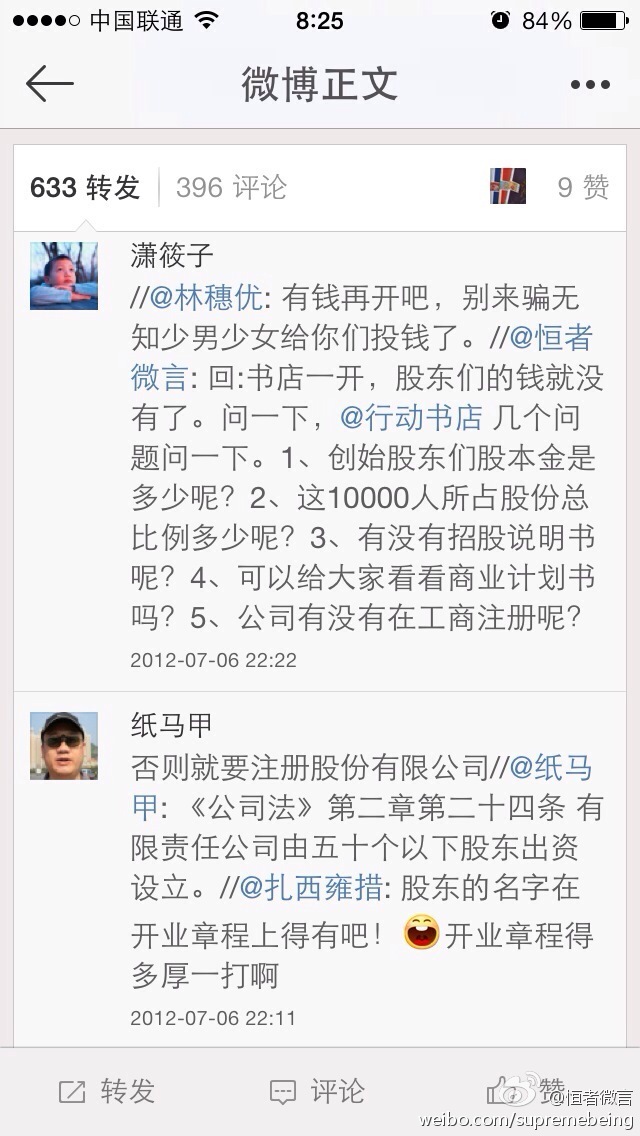 中国联通 8:25 84%
微博正文
633 转发 396 评论 9 赞
潇筱子
//@林穗优: 有钱再开吧，别来骗无
知少男少女给你们投钱了。//@恒者
微言: 回:书店一开，股东们的钱就没
有了。问一下，@行动书店 几个问
题问一下。1、创始股东们股本金是
多少呢？2、这10000人所占股份总
比例多少呢？3、有没有招股说明书
呢？4、可以给大家看看商业计划书
吗？5、公司有没有在工商注册呢？
2012-07-06 22:22
纸马甲
否则就要注册股份有限公司//@纸马
甲: 《公司法》第二章第二十四条 有
限责任公司由五十个以下股东出资
设立。//@扎西雍措: 股东的名字在
开业章程上得有吧！开业章程得
多厚一打啊
2012-07-06 22:11
转发 评论 赞
@恒者微言
weibo.com/supremebeing